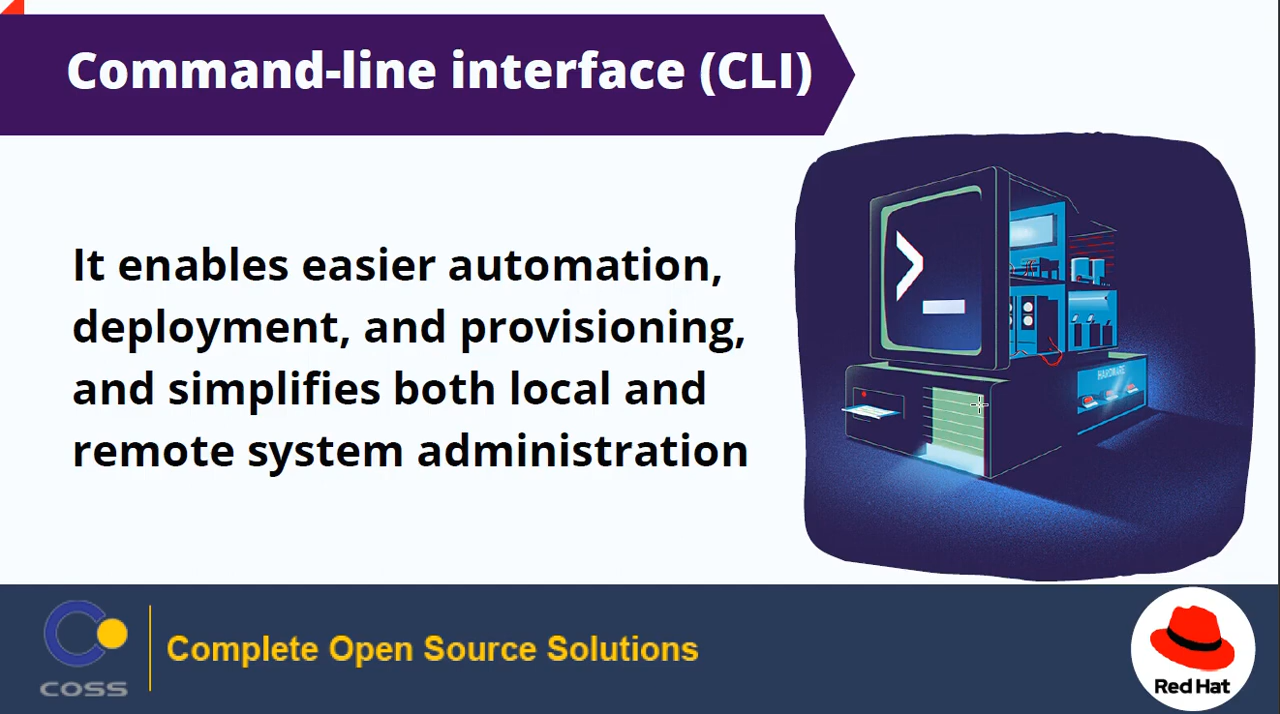 Command-line interface (CLI)
It enables easier automation,
deployment, and provisioning,
and simplifies both local and
remote system administration
HARDWARE
COSS
Complete Open Source Solutions
Red Hat